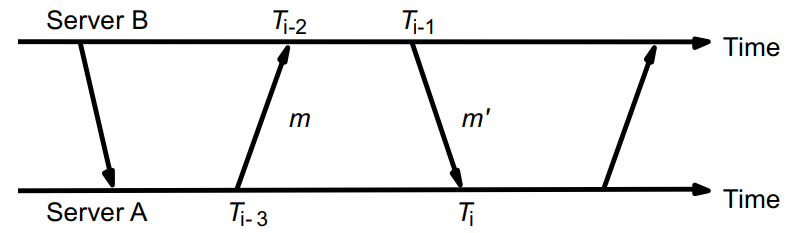 Server B
Ti-2
Ti-1
Time
m
m'
Server A
Ti-3
Ti
Time